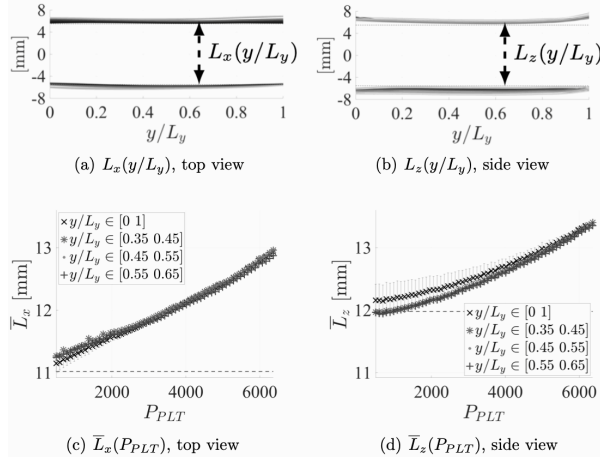 8
4
0
-4
-8
[mm]
L_x(y/L_y)
0 0.2 0.4 0.6 0.8 1
y/L_y
(a) L_x(y/L_y), top view
8
4
0
-4
-8
[mm]
L_z(y/L_y)
0 0.2 0.4 0.6 0.8 1
y/L_y
(b) L_z(y/L_y), side view
13
12
11
L̅_x [mm]
× y/L_y ∈ [0 1]
* y/L_y ∈ [0.35 0.45]
• y/L_y ∈ [0.45 0.55]
+ y/L_y ∈ [0.55 0.65]
2000 4000 6000
P_PLT
(c) L̅_x(P_PLT), top view
13
12
11
L̅_z [mm]
× y/L_y ∈ [0 1]
* y/L_y ∈ [0.35 0.45]
• y/L_y ∈ [0.45 0.55]
+ y/L_y ∈ [0.55 0.65]
2000 4000 6000
P_PLT
(d) L̅_z(P_PLT), side view